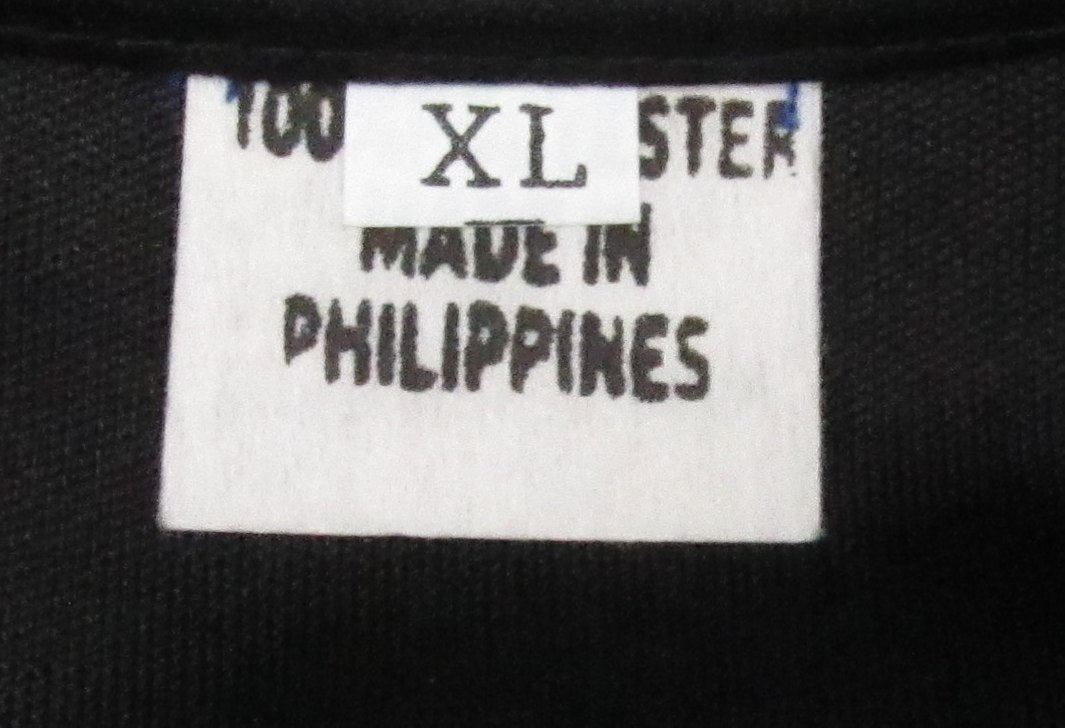 100 XL STER
MADE IN
PHILIPPINES